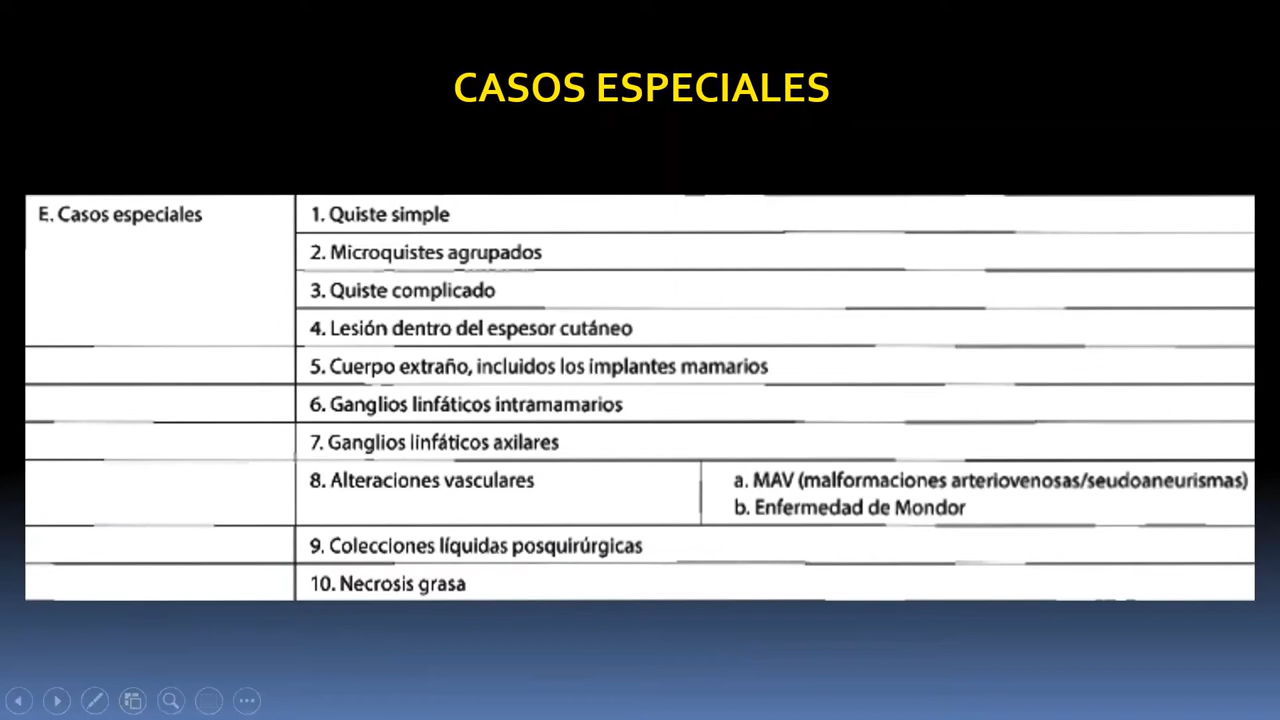 CASOS ESPECIALES
E. Casos especiales
1. Quiste simple
2. Microquistes agrupados
3. Quiste complicado
4. Lesión dentro del espesor cutáneo
5. Cuerpo extraño, incluidos los implantes mamarios
6. Ganglios linfáticos intramamarios
7. Ganglios linfáticos axilares
8. Alteraciones vasculares
a. MAV (malformaciones arteriovenosas/seudoaneurismas)
b. Enfermedad de Mondor
9. Colecciones líquidas posquirúrgicas
10. Necrosis grasa